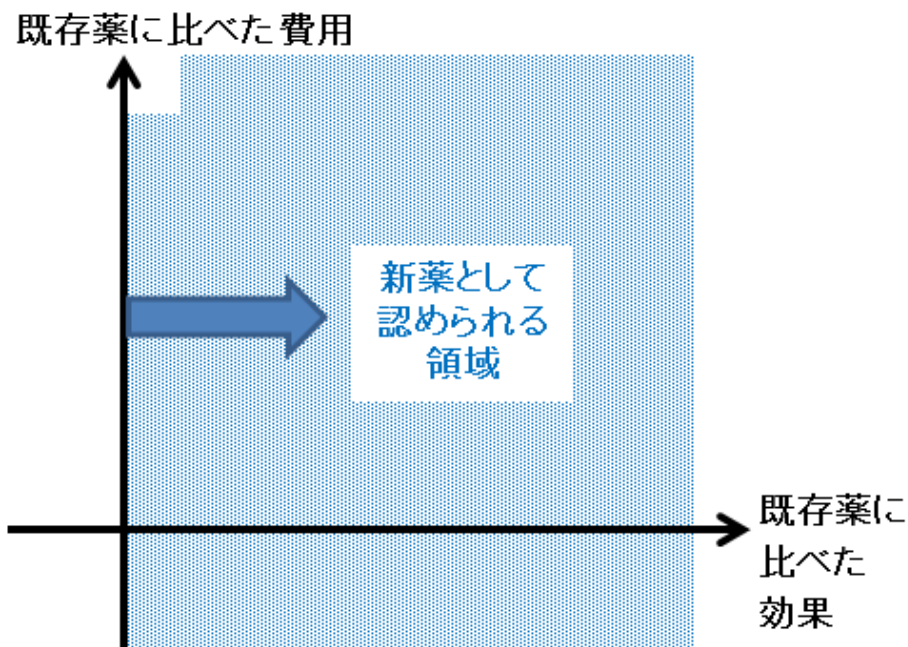 既存薬に比べた費用
新薬として
認められる
領域
既存薬に
比べた
効果